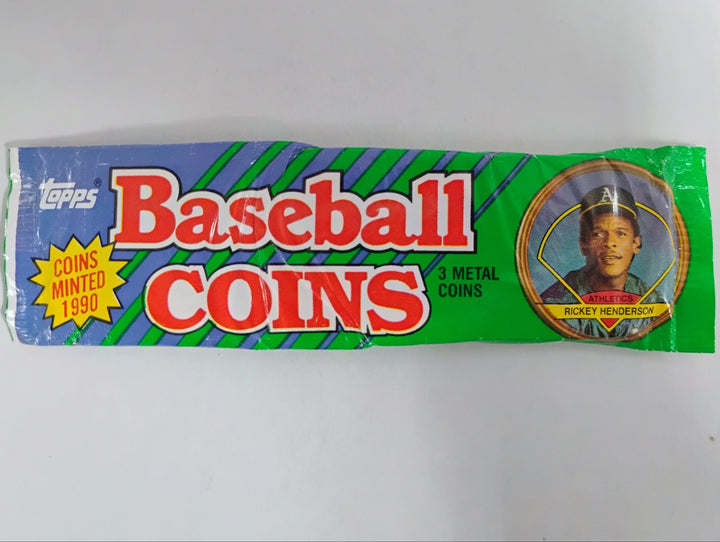 TOPPS®
Baseball
COINS
COINS
MINTED
1990
3 METAL
COINS
A's
ATHLETICS
RICKEY HENDERSON